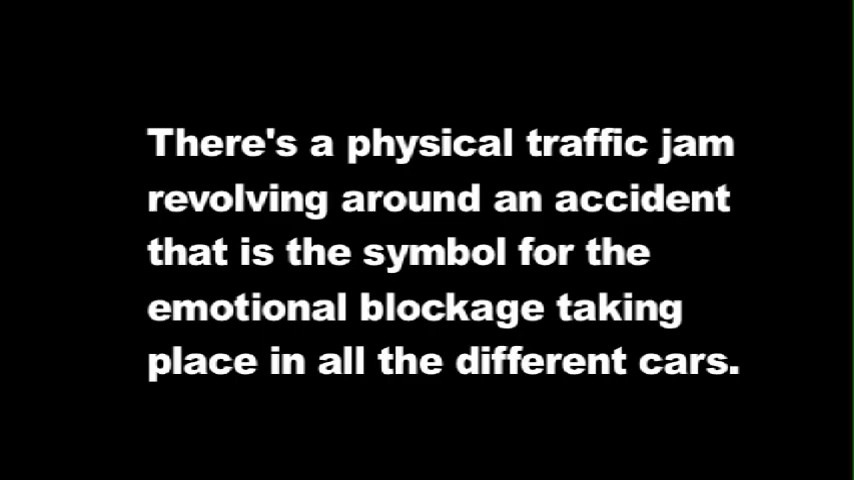 There's a physical traffic jam
revolving around an accident
that is the symbol for the
emotional blockage taking
place in all the different cars.